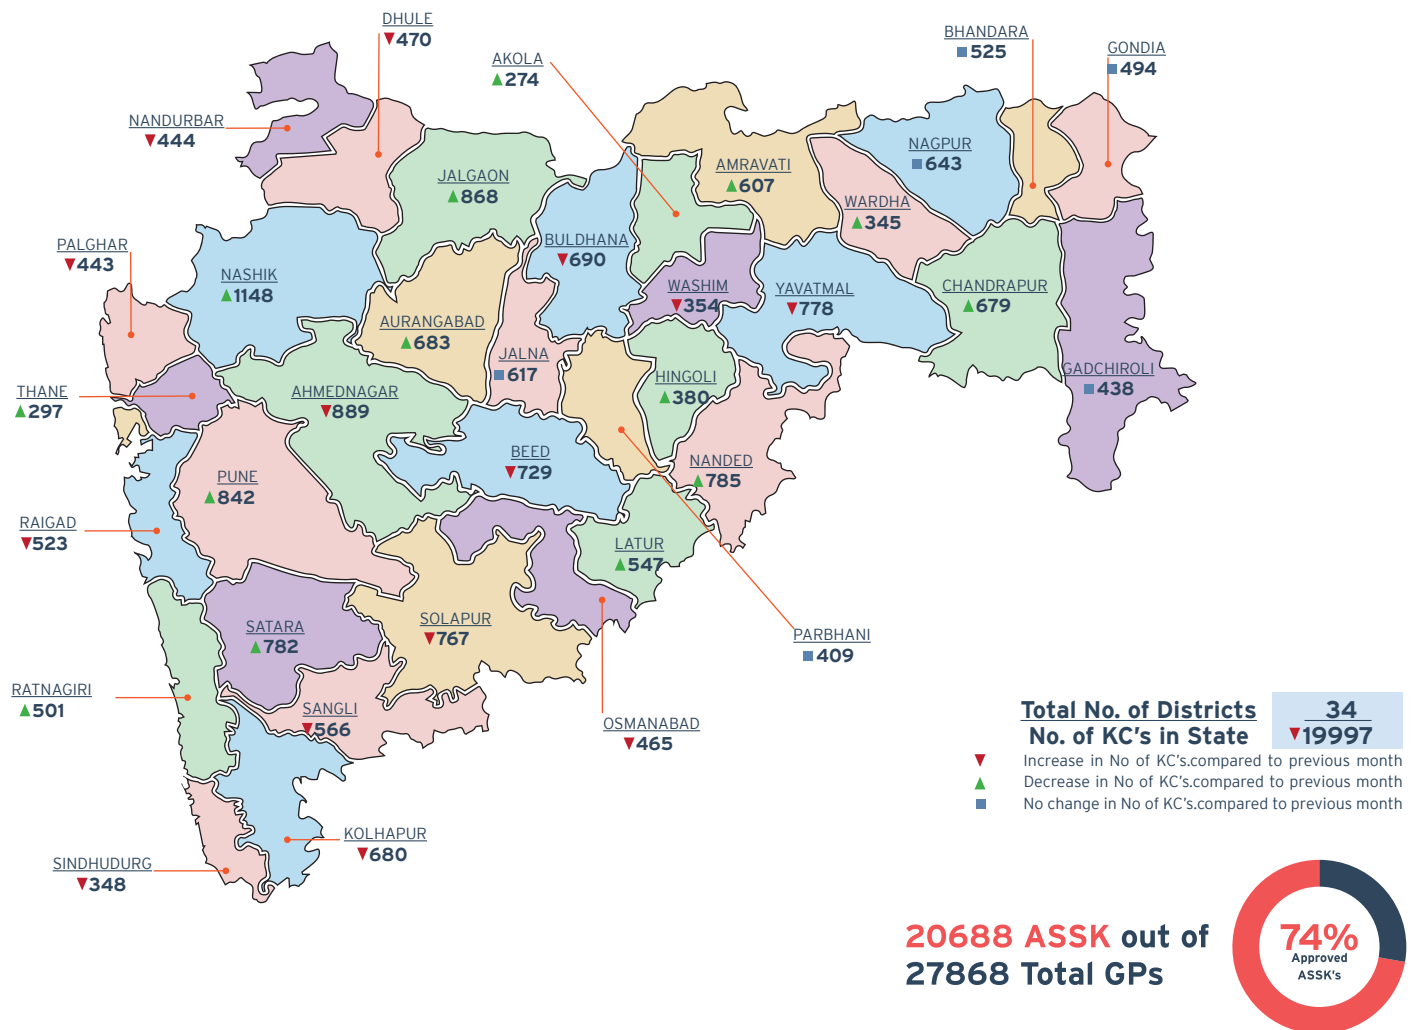 DHULE
470
BHANDARA
525
GONDIA
494
AKOLA
274
NANDURBAR
444
NAGPUR
643
AMRAVATI
607
JALGAON
868
WARDHA
345
BULDHANA
690
PALGHAR
443
NASHIK
1148
WASHIM
354
YAVATMAL
778
CHANDRAPUR
679
AURANGABAD
683
JALNA
617
HINGOLI
380
GADCHIROLI
438
THANE
297
AHMEDNAGAR
889
BEED
729
NANDED
785
PUNE
842
RAIGAD
523
LATUR
547
SATARA
782
SOLAPUR
767
PARBHANI
409
RATNAGIRI
501
SANGLI
566
OSMANABAD
465
KOLHAPUR
680
SINDHUDURG
348
Total No. of Districts 34
No. of KC's in State 19997
Increase in No of KC's.compared to previous month
Decrease in No of KC's.compared to previous month
No change in No of KC's.compared to previous month
20688 ASSK out of
27868 Total GPs
74%
Approved
ASSK's